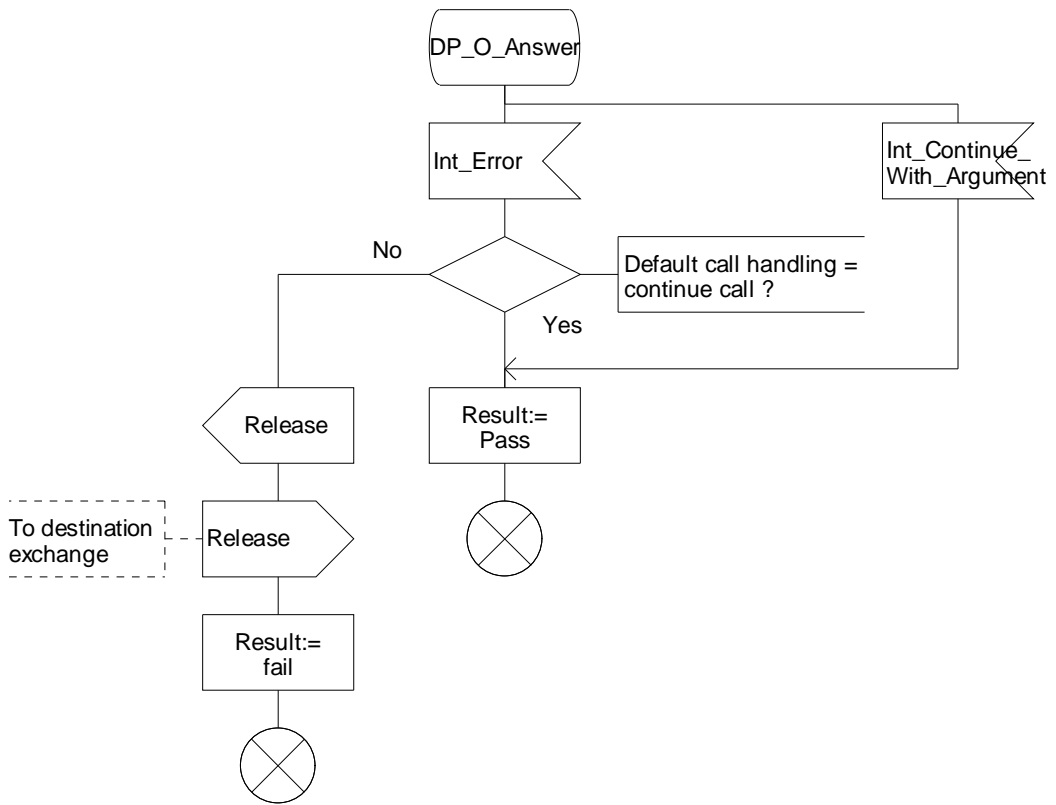 DP_O_Answer
Int_Error
Int_Continue_
With_Argument
No
Default call handling =
continue call ?
Yes
Release
Result:=
Pass
To destination
exchange
Release
Result:=
fail